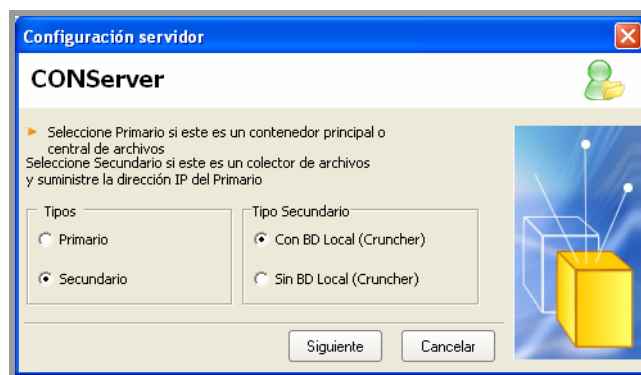 Configuración servidor
CONServer
Seleccione Primario si este es un contenedor principal o
central de archivos
Seleccione Secundario si este es un colector de archivos
y suministre la dirección IP del Primario
Tipos
Tipo Secundario
Primario
Con BD Local (Cruncher)
Secundario
Sin BD Local (Cruncher)
Siguiente
Cancelar